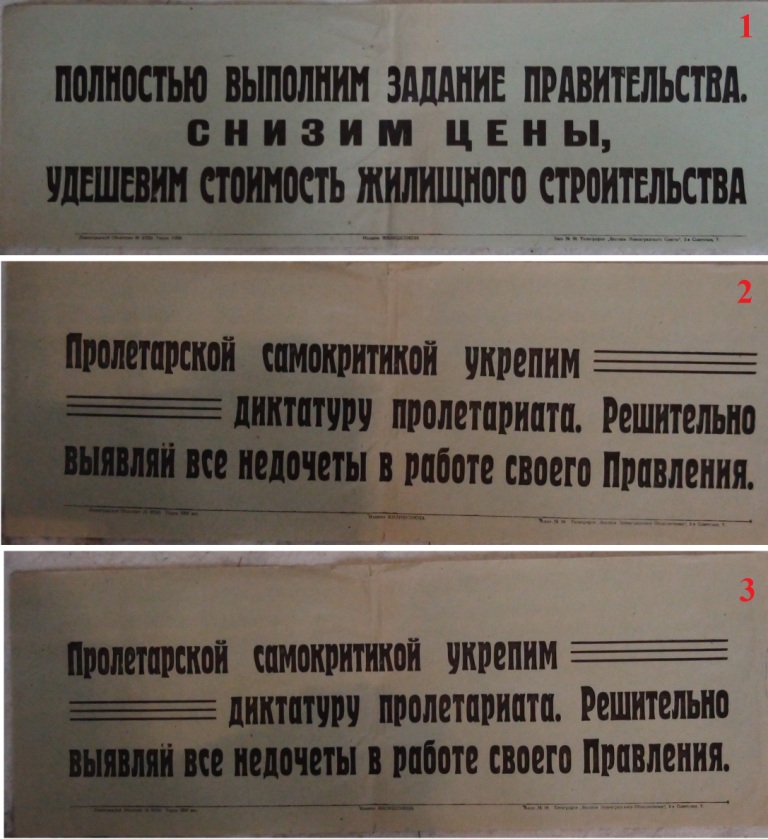 1
ПОЛНОСТЬЮ ВЫПОЛНИМ ЗАДАНИЕ ПРАВИТЕЛЬСТВА.
СНИЗИМ ЦЕНЫ,
УДЕШЕВИМ СТОИМОСТЬ ЖИЛИЩНОГО СТРОИТЕЛЬСТВА
2
Пролетарской самокритикой укрепим
диктатуру пролетариата. Решительно
выявляй все недочеты в работе своего Правления.
3
Пролетарской самокритикой укрепим
диктатуру пролетариата. Решительно
выявляй все недочеты в работе своего Правления.